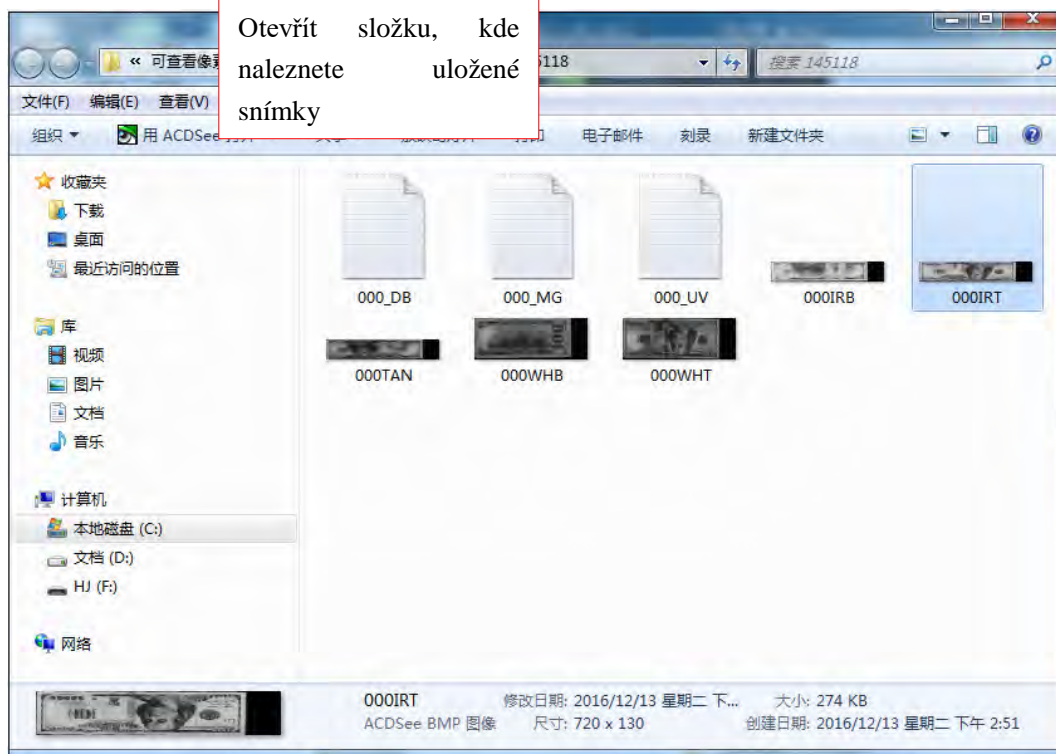 Otevřít složku, kde
naleznete uložené
snímky
« 可查看像
5118
搜索 145118
文件(F) 编辑(E) 查看(V)
组织 用 ACDSee 电子邮件 刻录 新建文件夹
收藏夹
下载
桌面
最近访问的位置
库
视频
图片
文档
音乐
计算机
本地磁盘 (C:)
文档 (D:)
HJ (F:)
网络
000_DB 000_MG 000_UV 000IRB 000IRT
000TAN 000WHB 000WHT
000IRT 修改日期: 2016/12/13 星期二 下... 大小: 274 KB
ACDSee BMP 图像 尺寸: 720 x 130 创建日期: 2016/12/13 星期二 下午 2:51